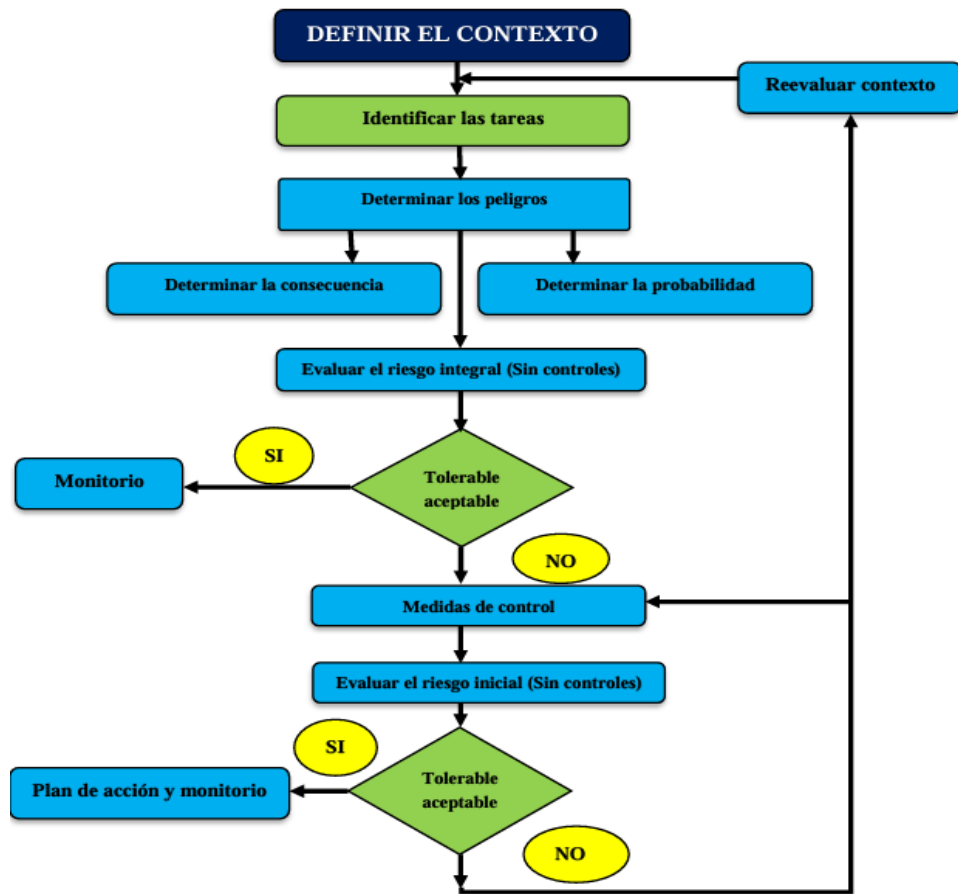 DEFINIR EL CONTEXTO
Reevaluar contexto
Identificar las tareas
Determinar los peligros
Determinar la consecuencia
Determinar la probabilidad
Evaluar el riesgo integral (Sin controles)
SI
Tolerable
aceptable
Monitorio
NO
Medidas de control
Evaluar el riesgo inicial (Sin controles)
SI
Tolerable
aceptable
Plan de acción y monitorio
NO